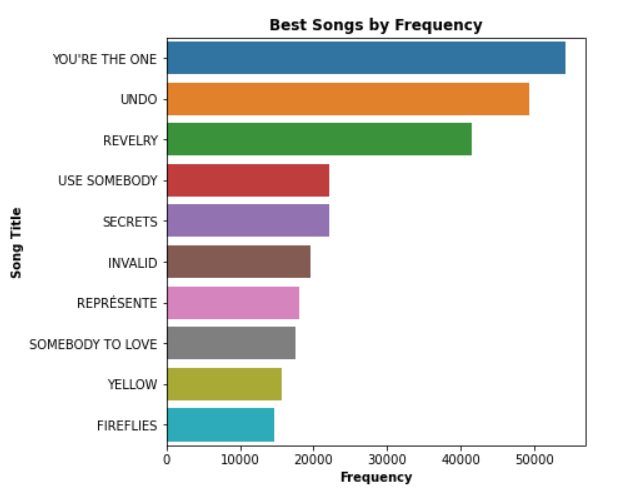 Best Songs by Frequency
YOU'RE THE ONE
UNDO
REVELRY
USE SOMEBODY
SECRETS
INVALID
REPRÉSENTE
SOMEBODY TO LOVE
YELLOW
FIREFLIES
Song Title
0 10000 20000 30000 40000 50000
Frequency